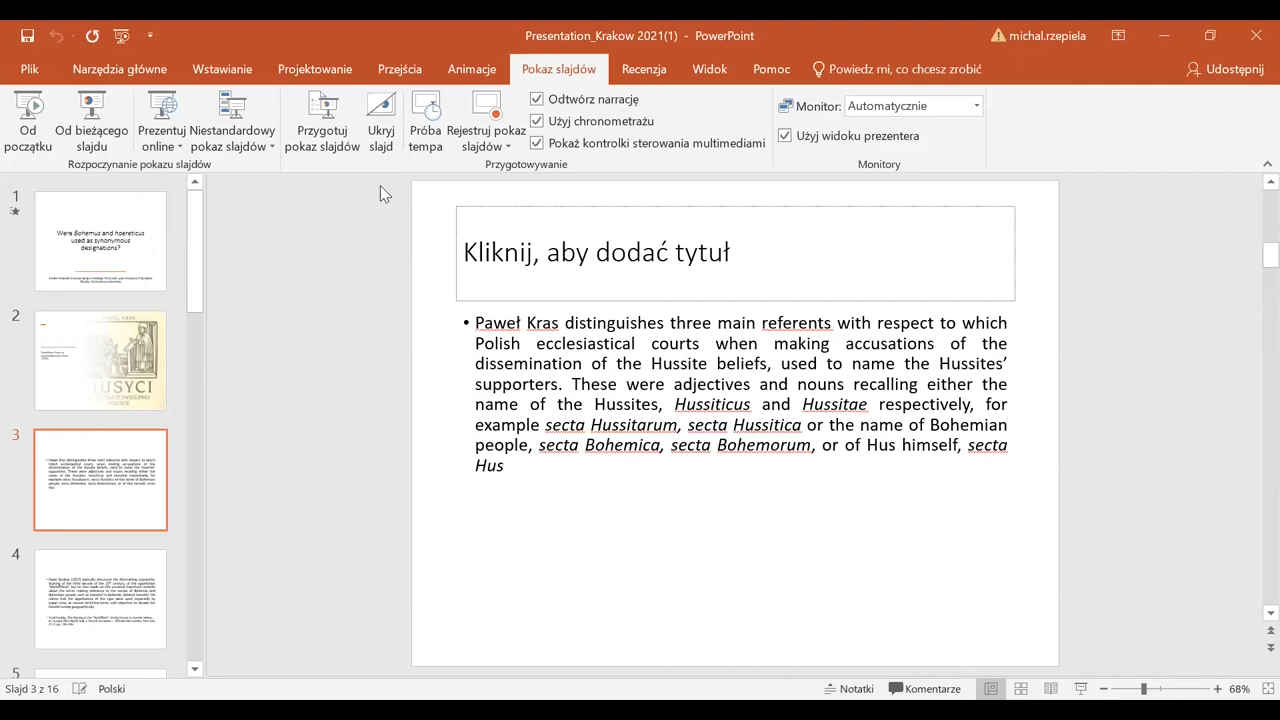 Presentation_Krakow 2021(1) - PowerPoint
michal.rzepiela
Plik Narzędzia główne Wstawianie Projektowanie Przejścia Animacje Pokaz slajdów Recenzja Widok Pomoc Powiedz mi, co chcesz zrobić Udostępnij
Od początku
Od bieżącego slajdu
Prezentuj online
Niestandardowy pokaz slajdów
Przygotuj pokaz slajdów
Ukryj slajd
Próba tempa
Rejestruj pokaz slajdów
Odtwórz narrację
Użyj chronometrażu
Pokaż kontrolki sterowania multimediami
Monitor: Automatycznie
Użyj widoku prezentera
Rozpoczynanie pokazu slajdów Przygotowywanie Monitory
1
Were Bohemus and haereticus
used as synonymous
designations?
2
USYCI
3
4
5
Kliknij, aby dodać tytuł
• Paweł Kras distinguishes three main referents with respect to which
Polish ecclesiastical courts when making accusations of the
dissemination of the Hussite beliefs, used to name the Hussites’
supporters. These were adjectives and nouns recalling either the
name of the Hussites, Hussiticus and Hussitae respectively, for
example secta Hussitarum, secta Hussitica or the name of Bohemian
people, secta Bohemica, secta Bohemorum, or of Hus himself, secta
Hus
Slajd 3 z 16 Polski Notatki Komentarze 68%